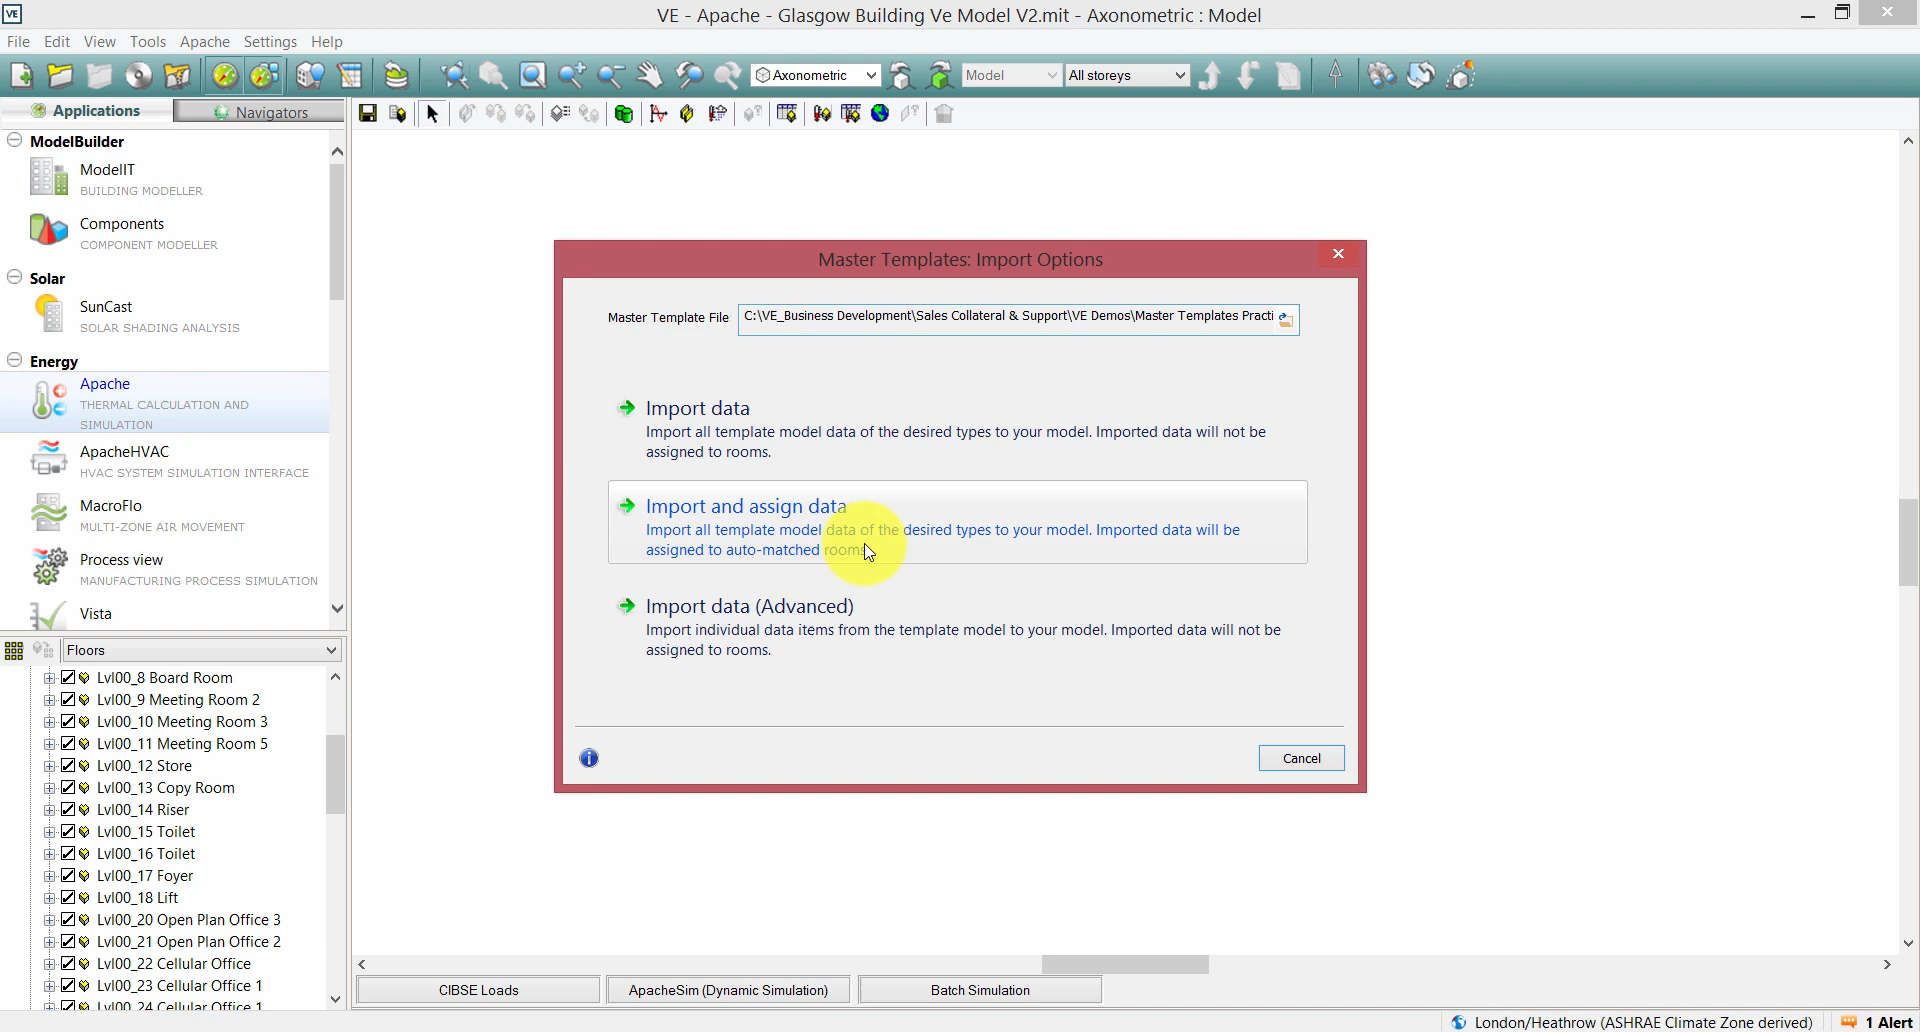 VE
VE - Apache - Glasgow Building Ve Model V2.mit - Axonometric : Model
File Edit View Tools Apache Settings Help
Axonometric
Model
All storeys
Applications
Navigators
ModelBuilder
ModelIT
BUILDING MODELLER
Components
COMPONENT MODELLER
Solar
SunCast
SOLAR SHADING ANALYSIS
Energy
Apache
THERMAL CALCULATION AND
SIMULATION
ApacheHVAC
HVAC SYSTEM SIMULATION INTERFACE
MacroFlo
MULTI-ZONE AIR MOVEMENT
Process view
MANUFACTURING PROCESS SIMULATION
Vista
Floors
Lvl00_8 Board Room
Lvl00_9 Meeting Room 2
Lvl00_10 Meeting Room 3
Lvl00_11 Meeting Room 5
Lvl00_12 Store
Lvl00_13 Copy Room
Lvl00_14 Riser
Lvl00_15 Toilet
Lvl00_16 Toilet
Lvl00_17 Foyer
Lvl00_18 Lift
Lvl00_20 Open Plan Office 3
Lvl00_21 Open Plan Office 2
Lvl00_22 Cellular Office
Lvl00_23 Cellular Office 1
Lvl00_24 Cellular Office 1
Master Templates: Import Options
Master Template File
C:\VE_Business Development\Sales Collateral & Support\VE Demos\Master Templates Practi
Import data
Import all template model data of the desired types to your model. Imported data will not be
assigned to rooms.
Import and assign data
Import all template model data of the desired types to your model. Imported data will be
assigned to auto-matched rooms.
Import data (Advanced)
Import individual data items from the template model to your model. Imported data will not be
assigned to rooms.
Cancel
CIBSE Loads
ApacheSim (Dynamic Simulation)
Batch Simulation
London/Heathrow (ASHRAE Climate Zone derived)
1 Alert